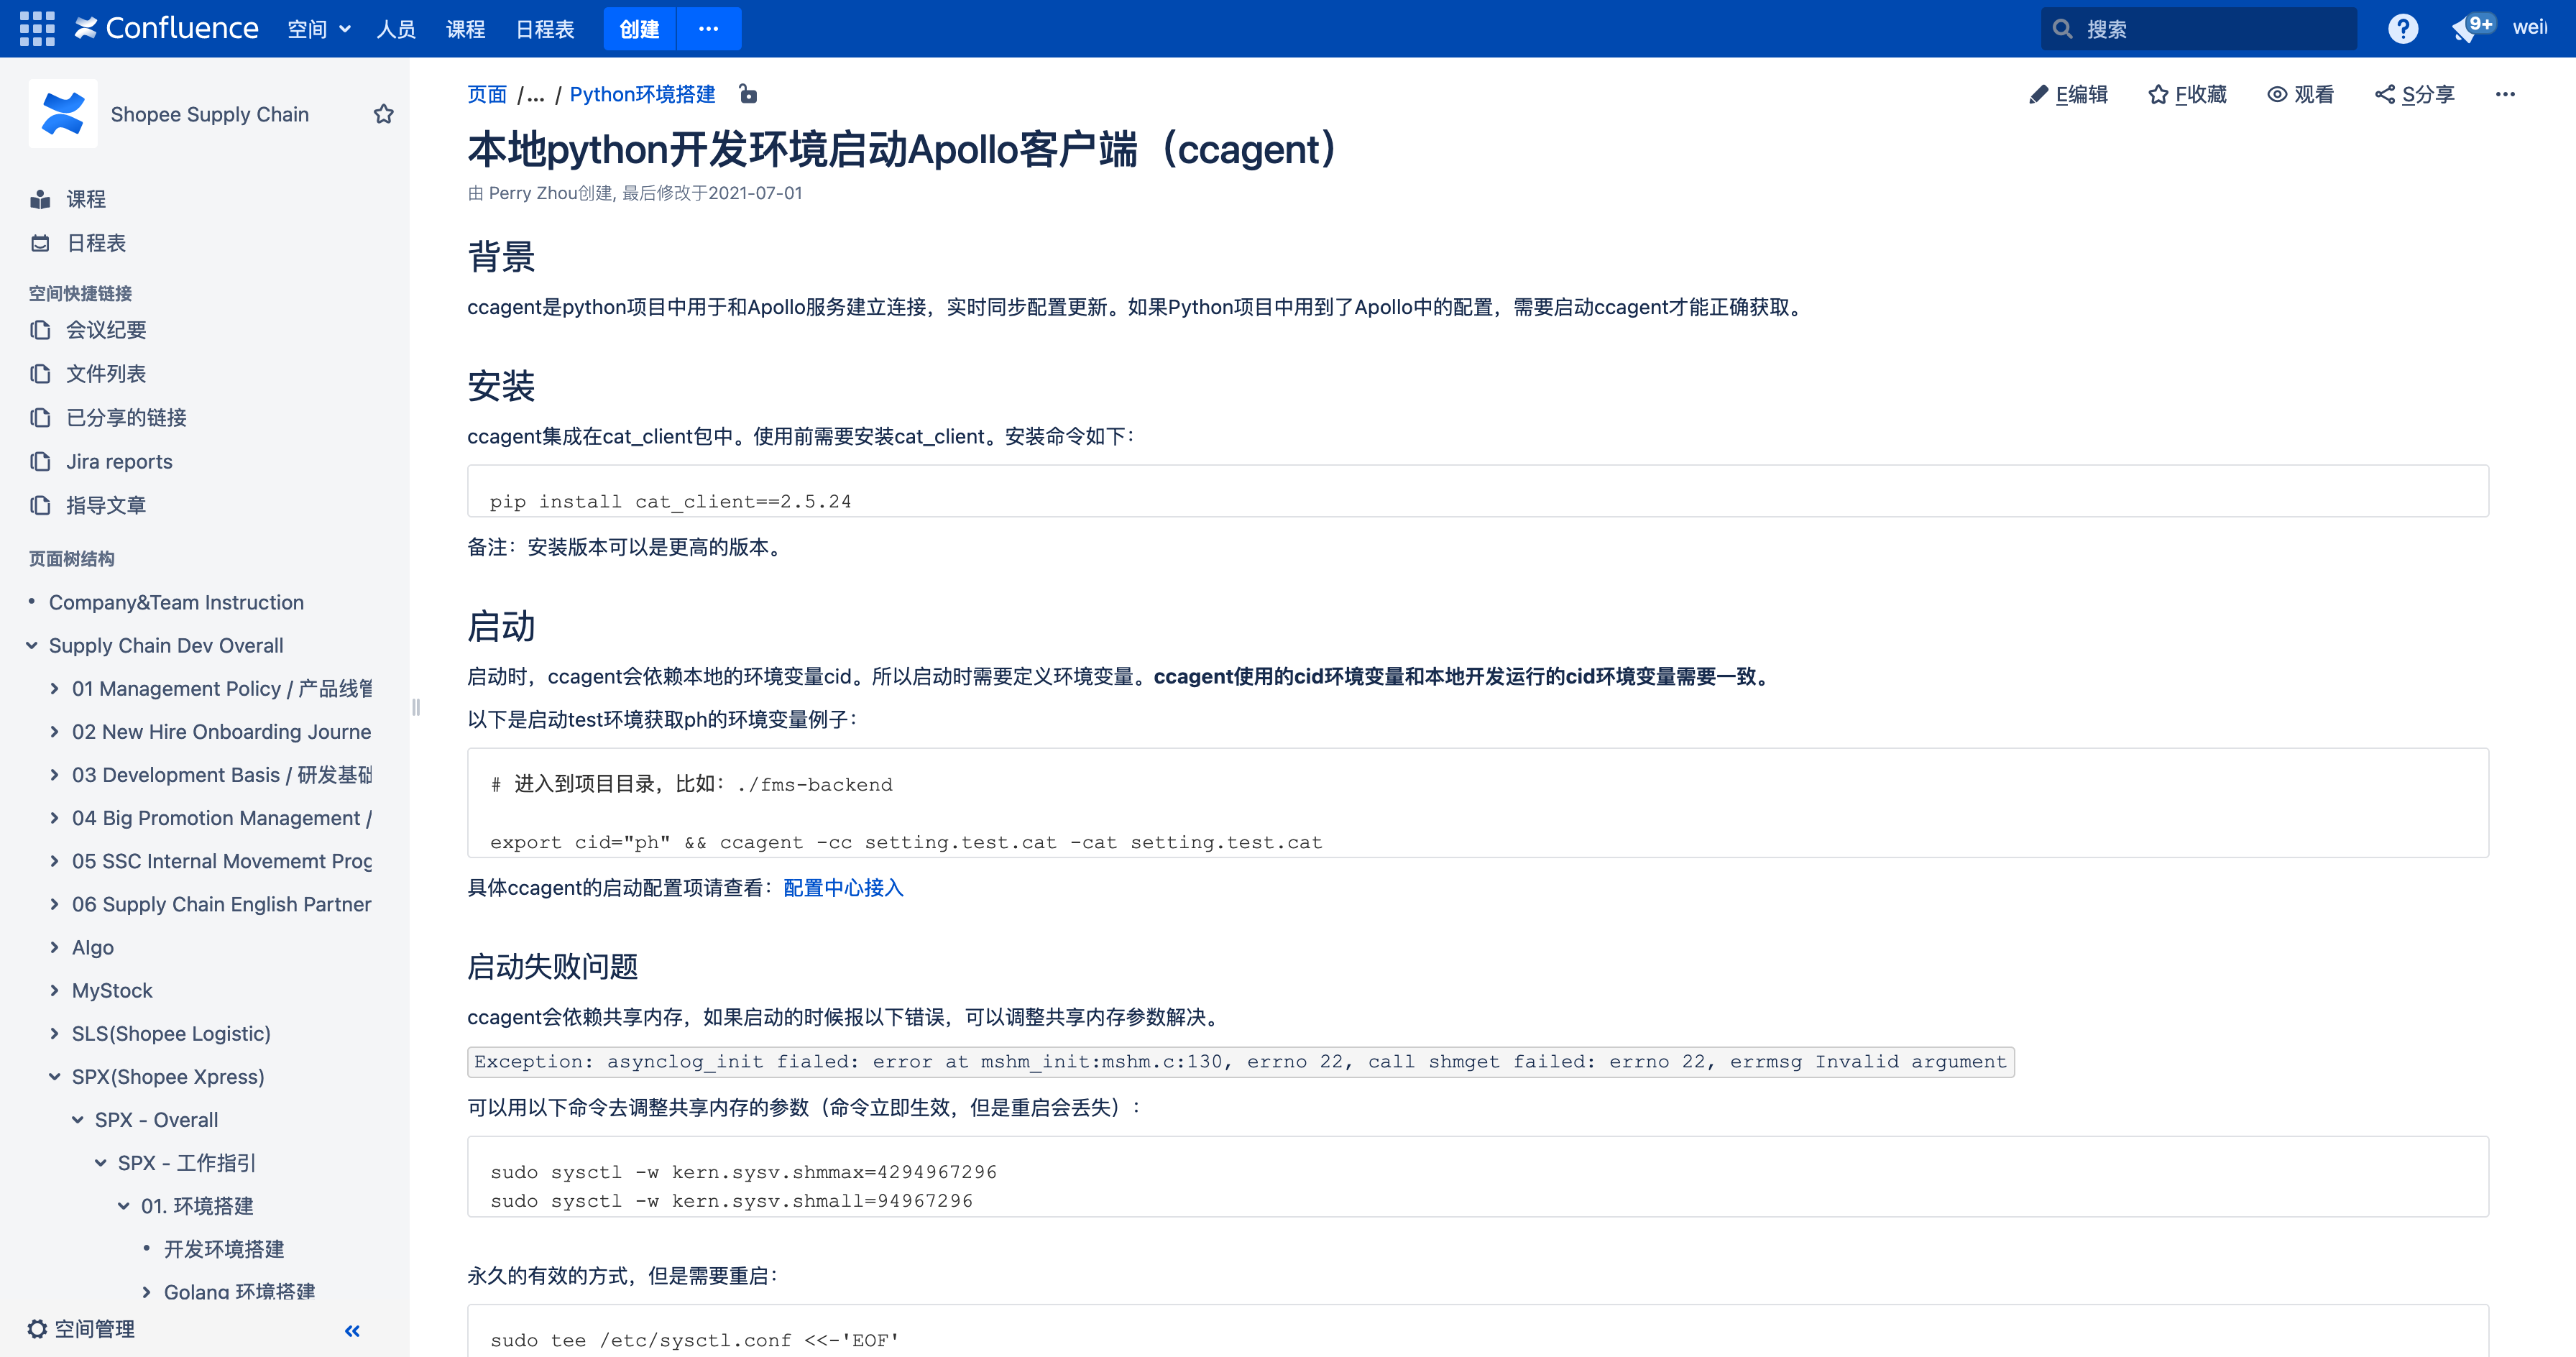 Confluence 空间 人员 课程 日程表 创建 ··· 搜索 9+ wei
Shopee Supply Chain
课程
日程表
空间快捷链接
会议纪要
文件列表
已分享的链接
Jira reports
指导文章
页面树结构
Company&Team Instruction
Supply Chain Dev Overall
01 Management Policy / 产品线管
02 New Hire Onboarding Journe
03 Development Basis / 研发基础
04 Big Promotion Management /
05 SSC Internal Movememt Prog
06 Supply Chain English Partner
Algo
MyStock
SLS(Shopee Logistic)
SPX(Shopee Xpress)
SPX - Overall
SPX - 工作指引
01. 环境搭建
开发环境搭建
Golang 环境搭建
空间管理
页面 /... / Python环境搭建
E编辑 F收藏 观看 S分享 ···
本地python开发环境启动Apollo客户端（ccagent）
由 Perry Zhou创建, 最后修改于2021-07-01
背景
ccagent是python项目中用于和Apollo服务建立连接，实时同步配置更新。如果Python项目中用到了Apollo中的配置，需要启动ccagent才能正确获取。
安装
ccagent集成在cat_client包中。使用前需要安装cat_client。安装命令如下：
pip install cat_client==2.5.24
备注：安装版本可以是更高的版本。
启动
启动时，ccagent会依赖本地的环境变量cid。所以启动时需要定义环境变量。ccagent使用的cid环境变量和本地开发运行的cid环境变量需要一致。
以下是启动test环境获取ph的环境变量例子：
# 进入到项目目录，比如：./fms-backend
export cid="ph" && ccagent -cc setting.test.cat -cat setting.test.cat
具体ccagent的启动配置项请查看：配置中心接入
启动失败问题
ccagent会依赖共享内存，如果启动的时候报以下错误，可以调整共享内存参数解决。
Exception: asynclog_init fialed: error at mshm_init:mshm.c:130, errno 22, call shmget failed: errno 22, errmsg Invalid argument
可以用以下命令去调整共享内存的参数（命令立即生效，但是重启会丢失）：
sudo sysctl -w kern.sysv.shmmax=4294967296
sudo sysctl -w kern.sysv.shmall=94967296
永久的有效的方式，但是需要重启：
sudo tee /etc/sysctl.conf <<-'EOF'